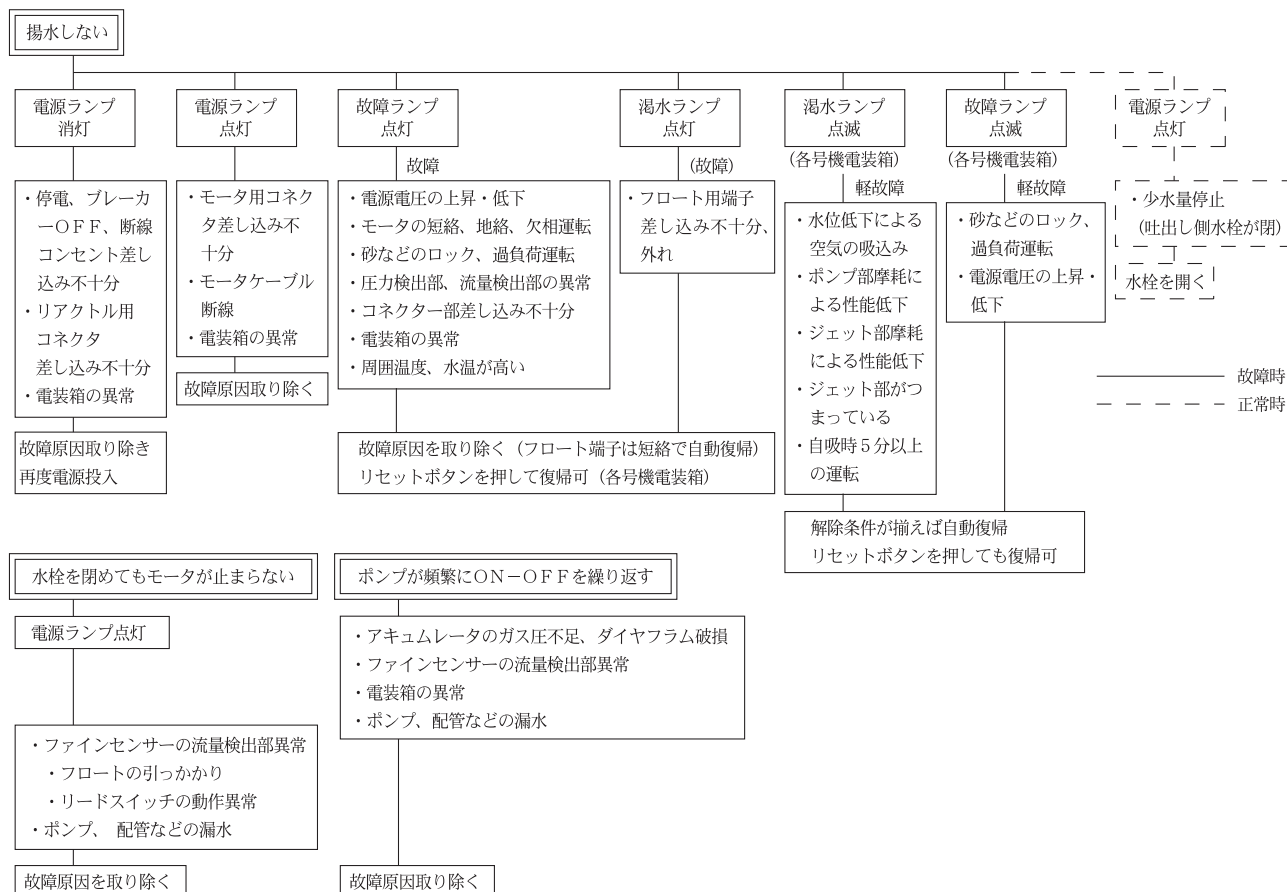 揚水しない
電源ランプ
消灯
電源ランプ
点灯
故障ランプ
点灯
渇水ランプ
点灯
渇水ランプ
点滅
故障ランプ
点滅
電源ランプ
点灯
故障
(故障)
(各号機電装箱)
軽故障
(各号機電装箱)
軽故障
・停電、ブレーカ
ーOFF、断線
コンセント差し
込み不十分
・リアクトル用
コネクタ
差し込み不十分
・電装箱の異常
故障原因取り除き
再度電源投入
・モータ用コネク
タ差し込み不
十分
・モータケーブル
断線
・電装箱の異常
故障原因取り除く
・電源電圧の上昇・低下
・モータの短絡、地絡、欠相運転
・砂などのロック、過負荷運転
・圧力検出部、流量検出部の異常
・コネクター部差し込み不十分
・電装箱の異常
・周囲温度、水温が高い
・フロート用端子
差し込み不十分、
外れ
故障原因を取り除く(フロート端子は短絡で自動復帰)
リセットボタンを押して復帰可(各号機電装箱)
・水位低下による
空気の吸込み
・ポンプ部摩耗
による性能低下
・ジェット部摩耗
による性能低下
・ジェット部がつ
まっている
・自吸時5分以上
の運転
・砂などのロック、
過負荷運転
・電源電圧の上昇・
低下
解除条件が揃えば自動復帰
リセットボタンを押しても復帰可
・少水量停止
(吐出し側水栓が閉)
水栓を開く
故障時
正常時
水栓を閉めてもモータが止まらない
電源ランプ点灯
・ファインセンサーの流量検出部異常
・フロートの引っかかり
・リードスイッチの動作異常
・ポンプ、 配管などの漏水
故障原因を取り除く
ポンプが頻繁にON-OFFを繰り返す
・アキュムレータのガス圧不足、ダイヤフラム破損
・ファインセンサーの流量検出部異常
・電装箱の異常
・ポンプ、配管などの漏水
故障原因取り除く